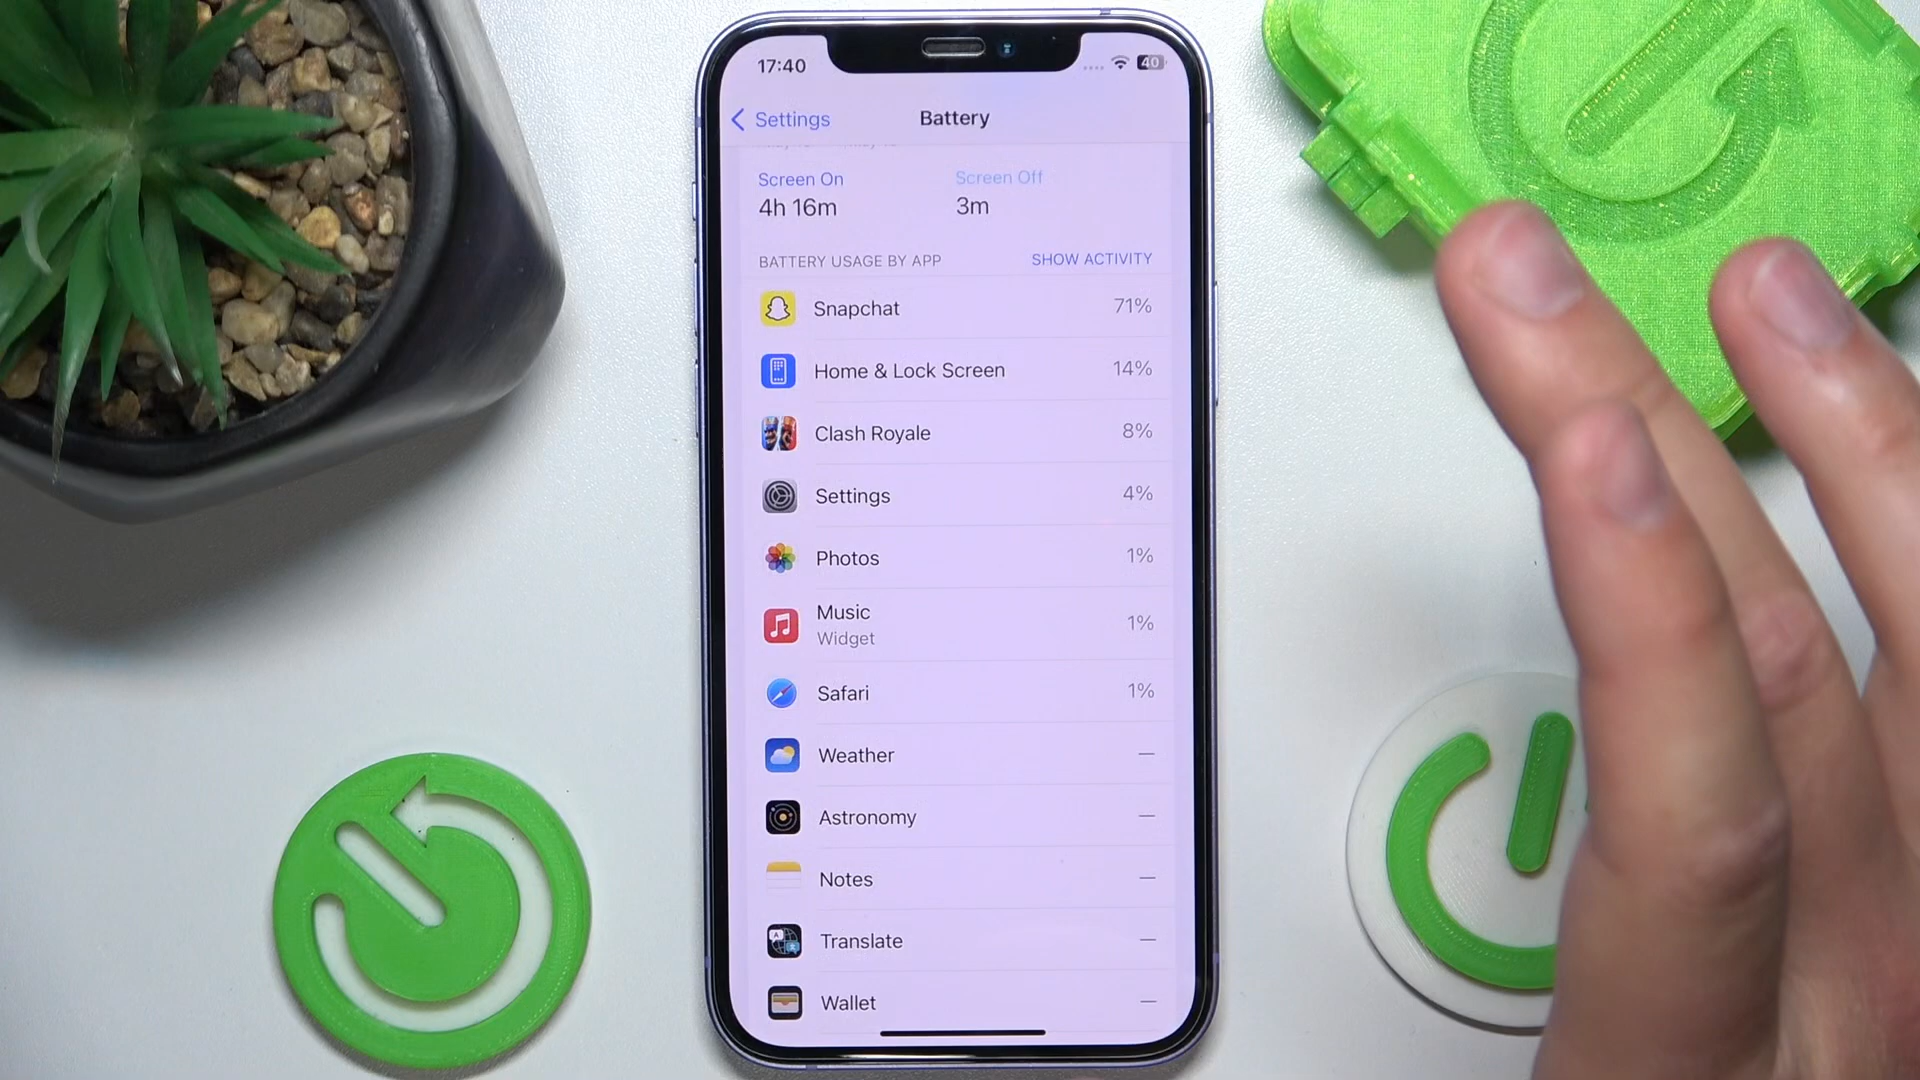 17:40
40
Settings
Battery
Screen On
Screen Off
4h 16m
3m
BATTERY USAGE BY APP
SHOW ACTIVITY
Snapchat
71%
Home & Lock Screen
14%
Clash Royale
8%
Settings
4%
Photos
1%
Music
Widget
1%
Safari
1%
Weather
—
Astronomy
—
Notes
—
Translate
—
Wallet
—